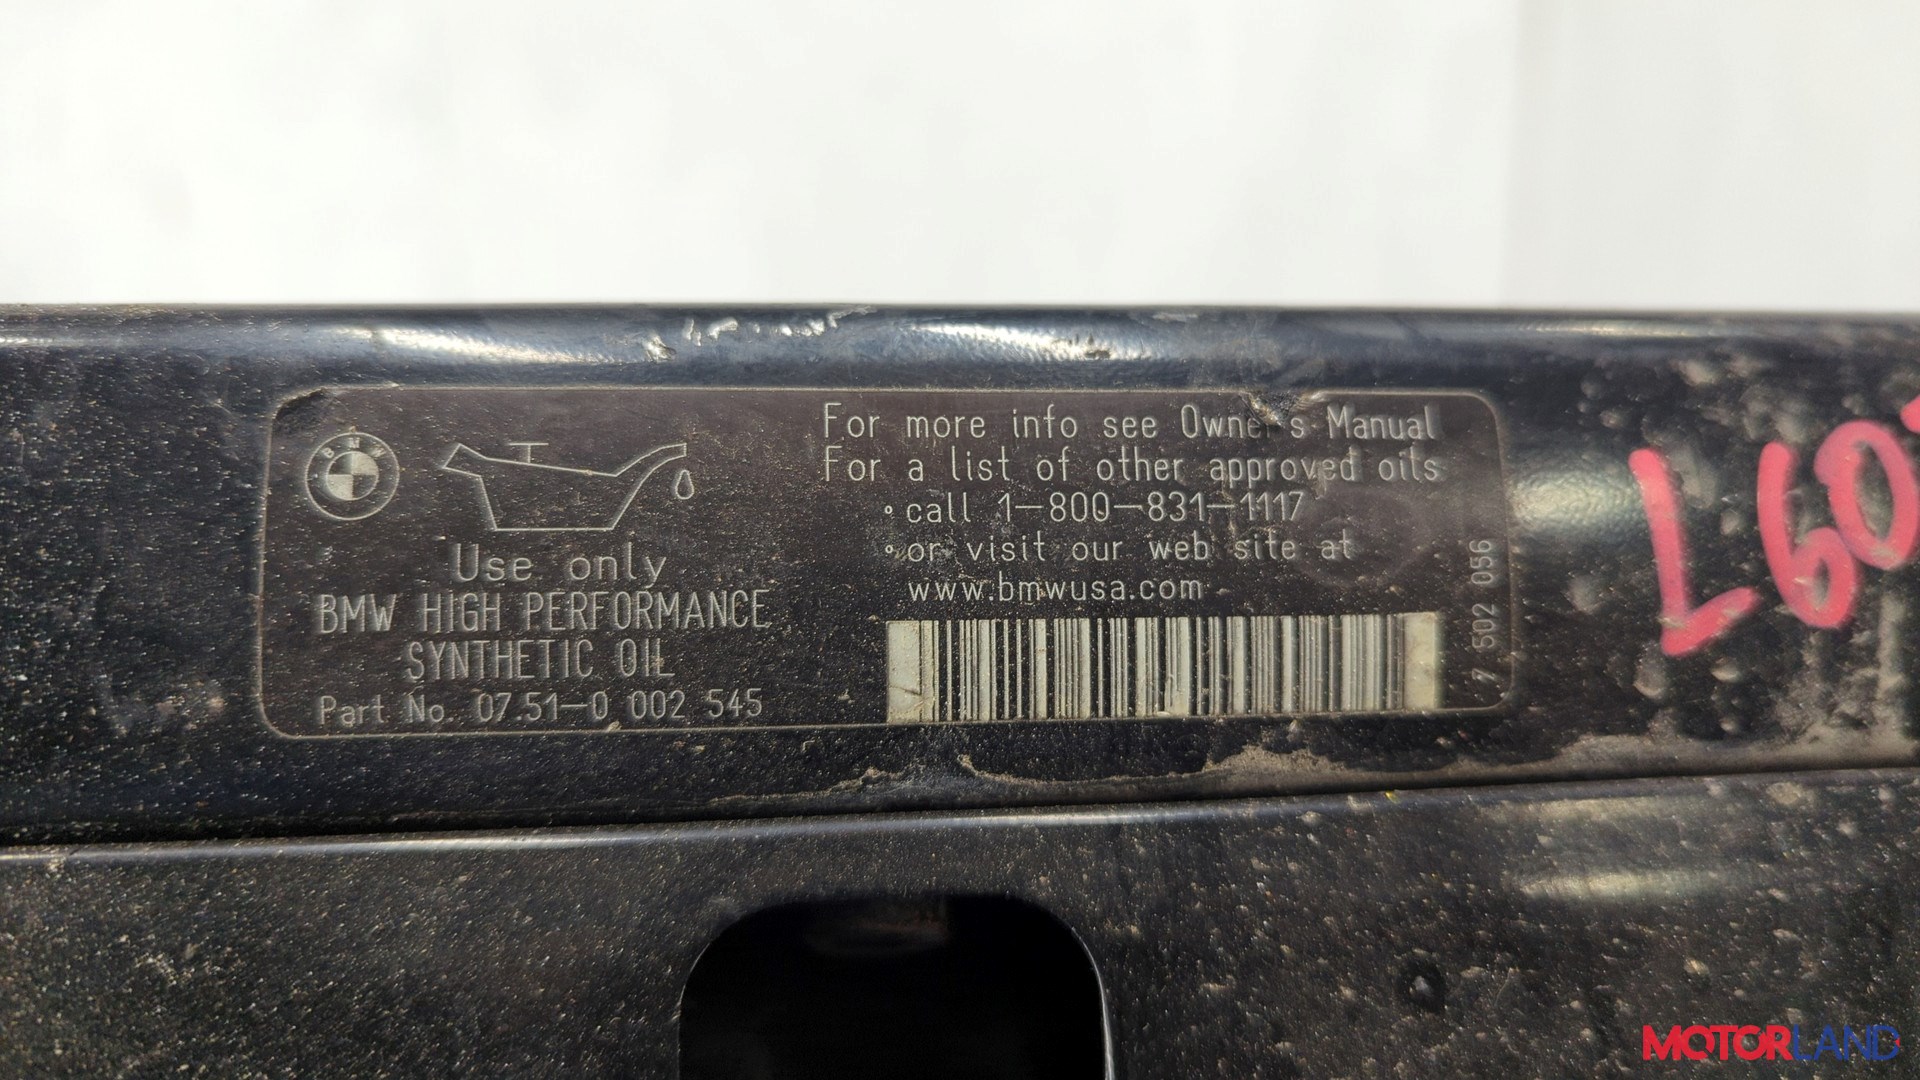 BMW
Use only
BMW HIGH PERFORMANCE
SYNTHETIC OIL
Part No. 07.51-0 002 545
For more info see Owner's Manual
For a list of other approved oils
• call 1-800-831-1117
• or visit our web site at
www.bmwusa.com
7 502 056
MOTORLAND